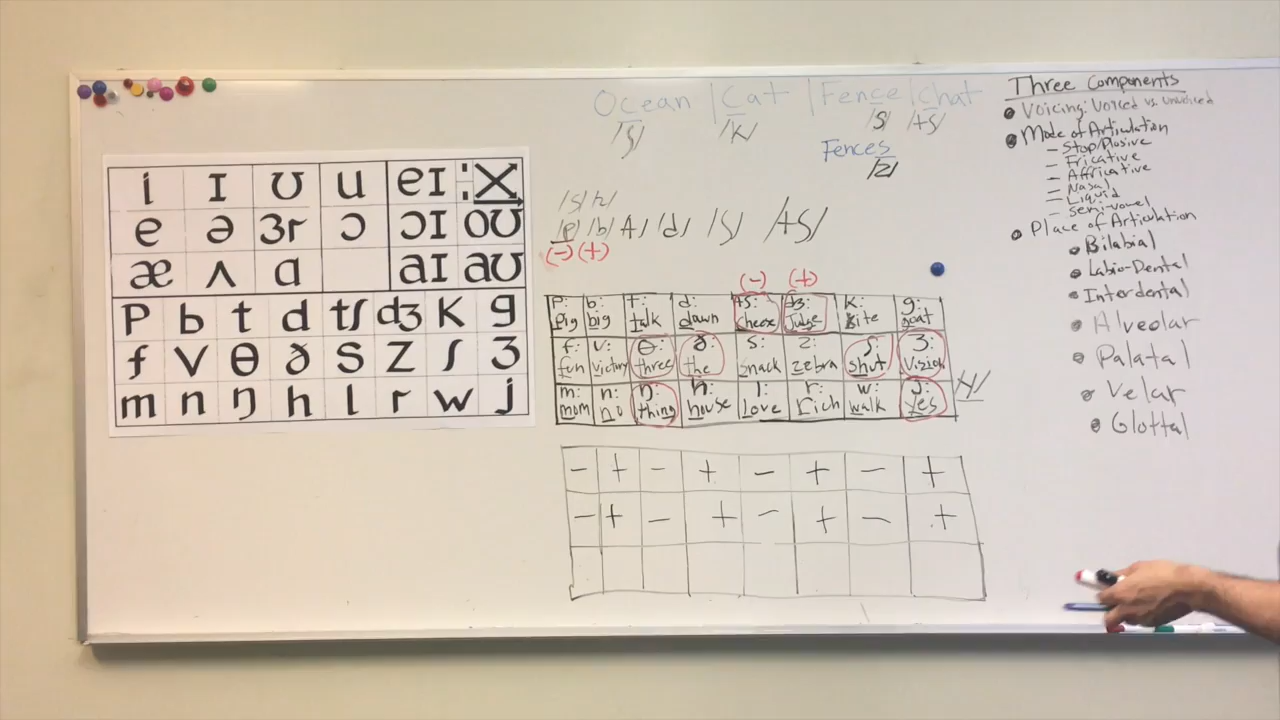 Ocean | Cat | Fence | Chat
/ʃ/ /k/ /s/ /tʃ/
Fences
/z/
i ɪ ʊ u eɪ :
e ə ɜr ɔ ɔɪ oʊ
æ ʌ ɑ aɪ aʊ
P b t d tʃ dʒ K g
f V θ ð S Z ʃ ʒ
m n ŋ h l r w j
/s/ /z/
/p/ /b/ /t/ /d/ /ʃ/ /tʃ/
(-) (+)
(-) (+)
p: b: t: d: tʃ: dʒ: k: g:
pig big talk dawn cheese Judge kite goat
f: v: θ: ð: s: z: ʃ: ʒ:
fun victory three the snack zebra shut vision
m: n: ŋ: h: l: r: w: j:
mom no thing house Love rich walk yes
/y/
- + - + - + - +
- + - + - + - +
Three Components
Voicing: Voiced vs. Unvoiced
Mode of Articulation
- Stop/Plosive
- Fricative
- Affricative
- Nasal
- Liquid
- semi-vowel
Place of Articulation
Bilabial
Labio-Dental
Interdental
Alveolar
Palatal
Velar
Glottal